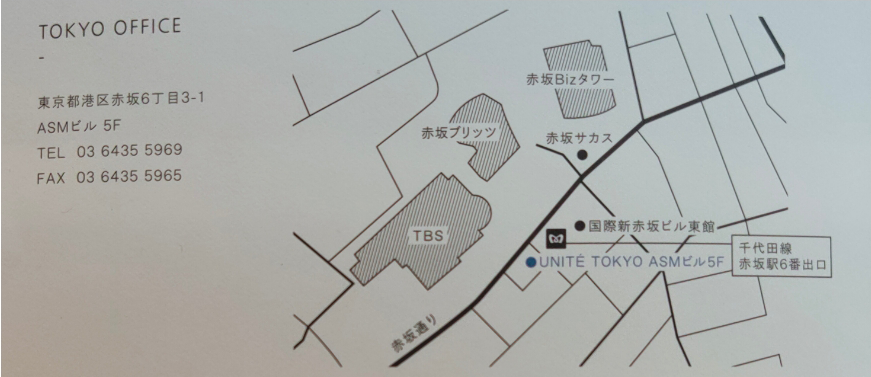 TOKYO OFFICE
-
東京都港区赤坂6丁目3-1
ASMビル 5F
TEL 03 6435 5969
FAX 03 6435 5965
赤坂Bizタワー
赤坂ブリッツ
赤坂サカス
TBS
国際新赤坂ビル東館
千代田線
赤坂駅6番出口
UNITÉ TOKYO ASMビル5F
赤坂通り